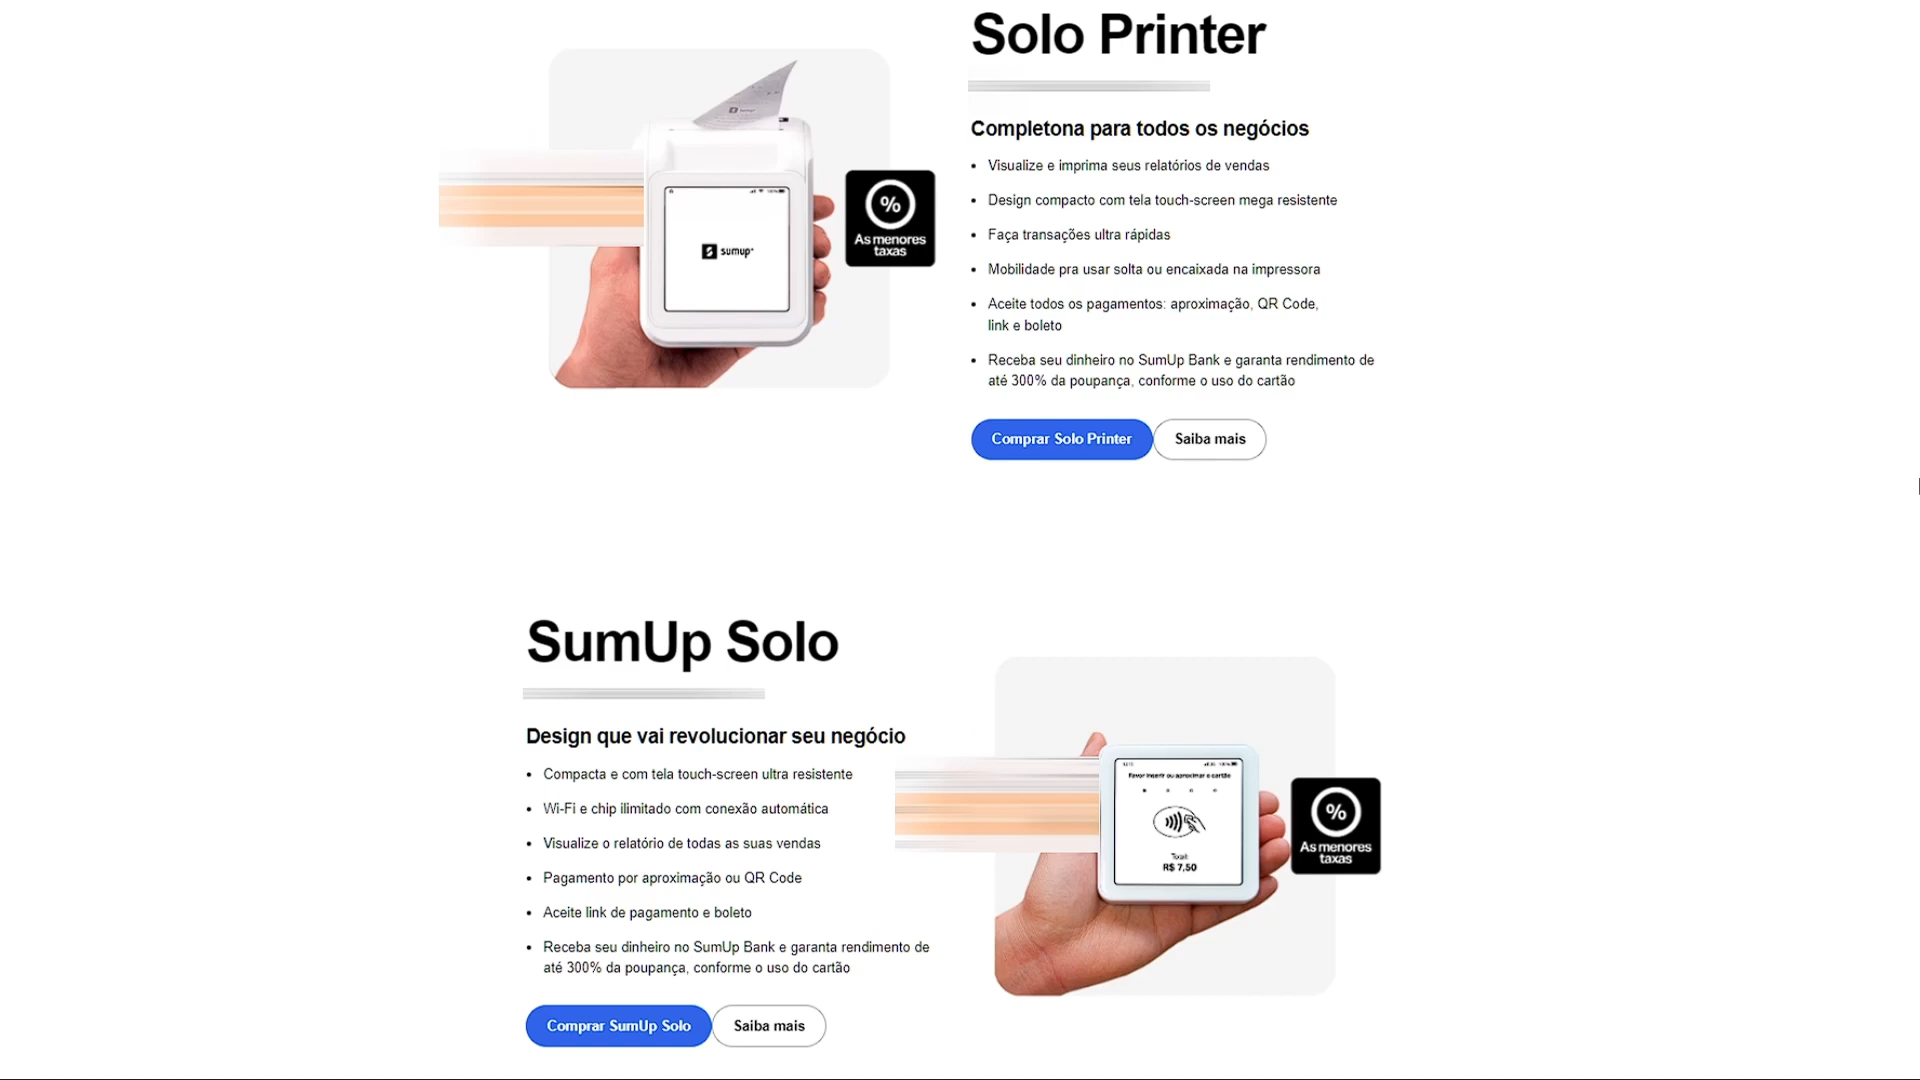 Solo Printer
Completona para todos os negócios
Visualize e imprima seus relatórios de vendas
Design compacto com tela touch-screen mega resistente
Faça transações ultra rápidas
Mobilidade pra usar solta ou encaixada na impressora
Aceite todos os pagamentos: aproximação, QR Code,
link e boleto
Receba seu dinheiro no SumUp Bank e garanta rendimento de
até 300% da poupança, conforme o uso do cartão
Comprar Solo Printer
Saiba mais
sumup
%
As menores
taxas
SumUp Solo
Design que vai revolucionar seu negócio
Compacta e com tela touch-screen ultra resistente
Wi-Fi e chip ilimitado com conexão automática
Visualize o relatório de todas as suas vendas
Pagamento por aproximação ou QR Code
Aceite link de pagamento e boleto
Receba seu dinheiro no SumUp Bank e garanta rendimento de
até 300% da poupança, conforme o uso do cartão
Comprar SumUp Solo
Saiba mais
Favor inserir ou aproximar o cartão
Total:
R$ 7,50
%
As menores
taxas